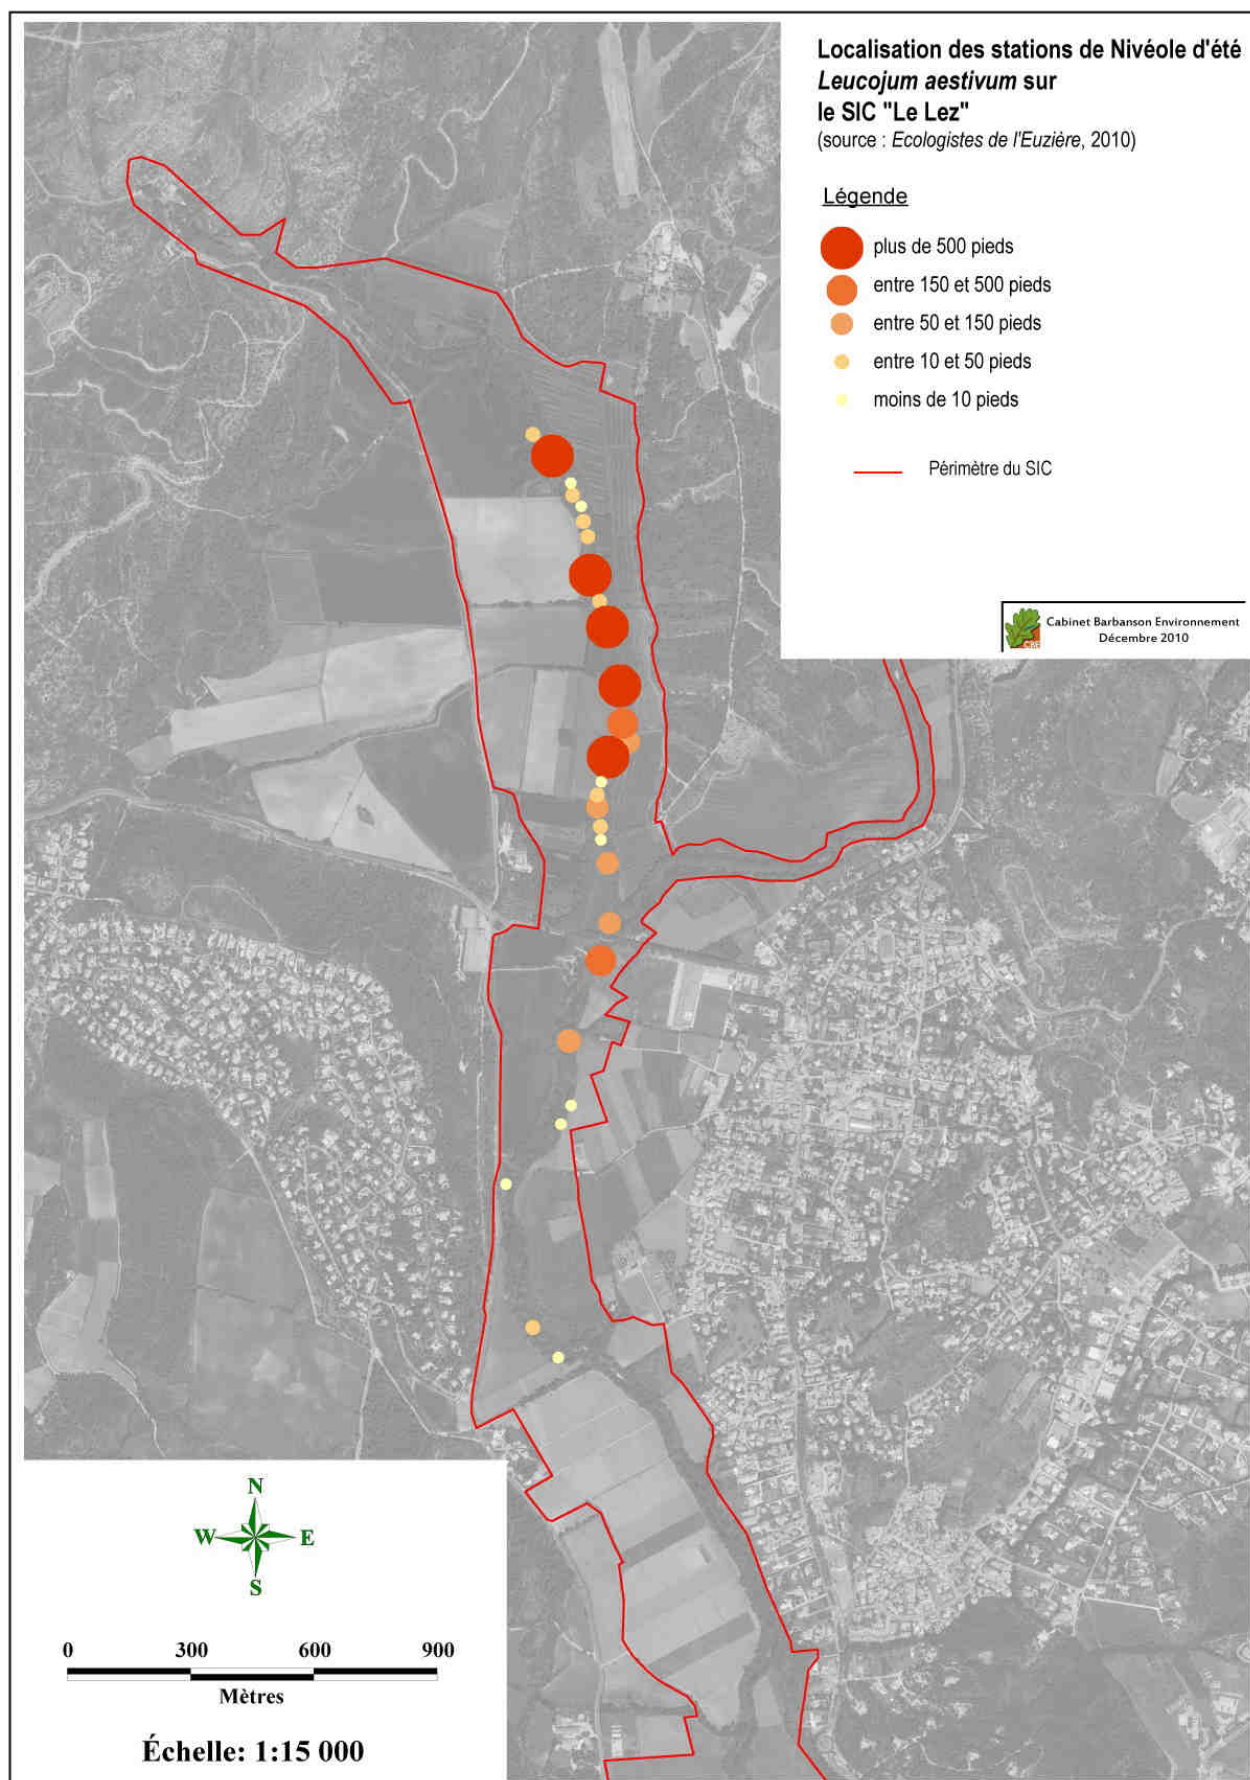 Localisation des stations de Nivéole d'été
Leucojum aestivum sur
le SIC "Le Lez"
(source : Ecologistes de l'Euzière, 2010)
Légende
plus de 500 pieds
entre 150 et 500 pieds
entre 50 et 150 pieds
entre 10 et 50 pieds
moins de 10 pieds
Périmètre du SIC
Cabinet Barbanson Environnement
Décembre 2010
CBE
N
W E
S
0 300 600 900
Mètres
Échelle: 1:15 000